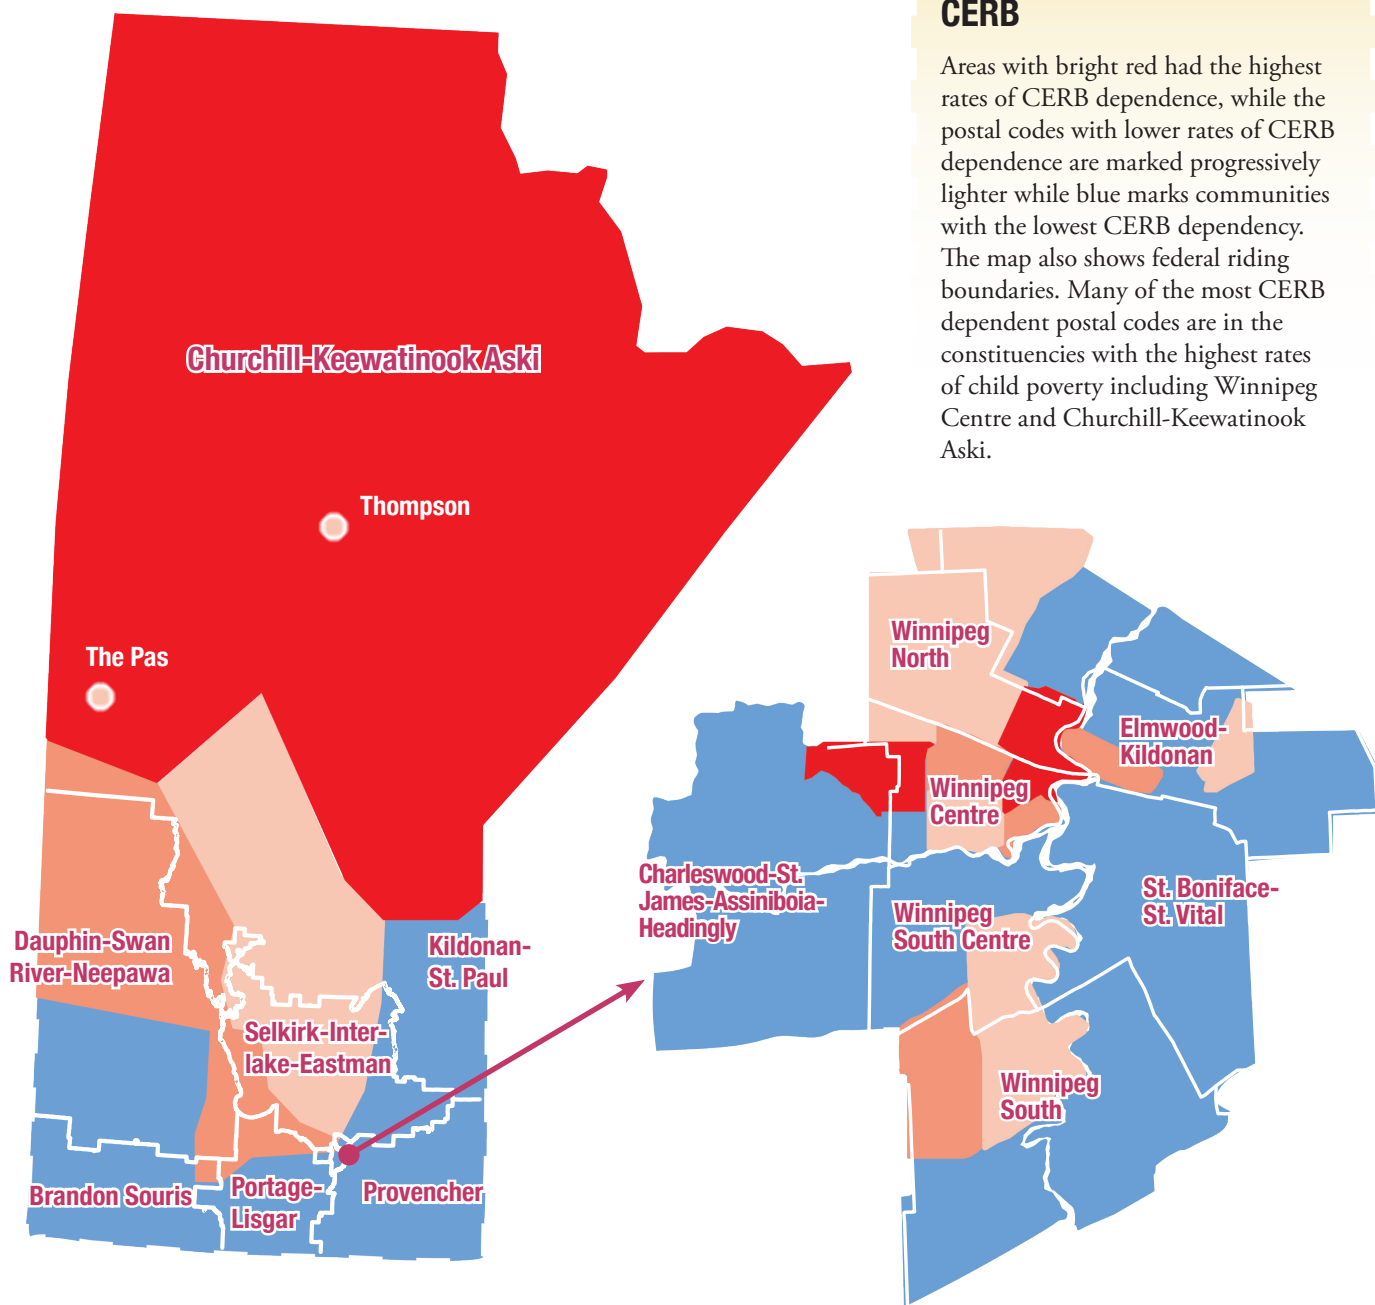 CERB
Areas with bright red had the highest
rates of CERB dependence, while the
postal codes with lower rates of CERB
dependence are marked progressively
lighter while blue marks communities
with the lowest CERB dependency.
The map also shows federal riding
boundaries. Many of the most CERB
dependent postal codes are in the
constituencies with the highest rates
of child poverty including Winnipeg
Centre and Churchill-Keewatinook
Aski.
Churchill-Keewatinook Aski
Thompson
The Pas
Dauphin-Swan
River-Neepawa
Kildonan-
St. Paul
Selkirk-Inter-
lake-Eastman
Brandon Souris
Portage-
Lisgar
Provencher
Winnipeg
North
Elmwood-
Kildonan
Winnipeg
Centre
Charleswood-St.
James-Assiniboia-
Headingly
Winnipeg
South Centre
St. Boniface-
St. Vital
Winnipeg
South